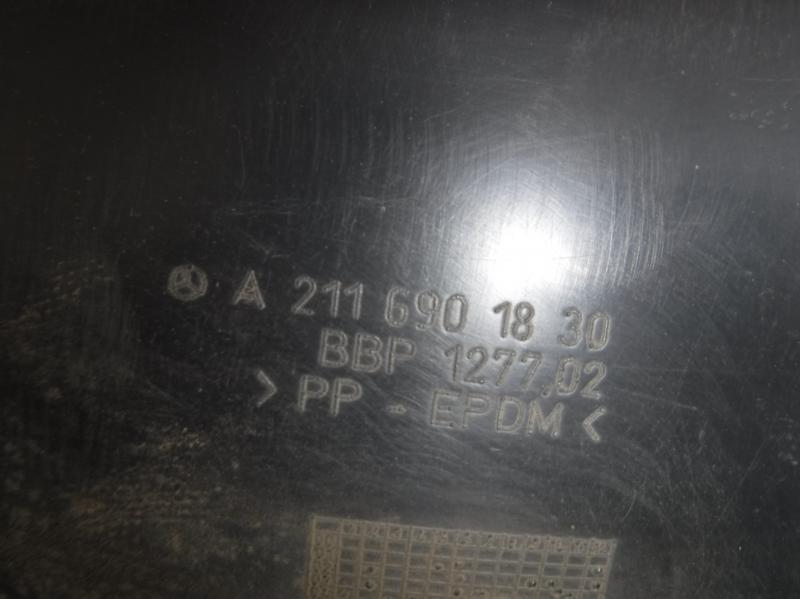 A 211 690 18 30
BBP 1277,02
> PP - EPDM <